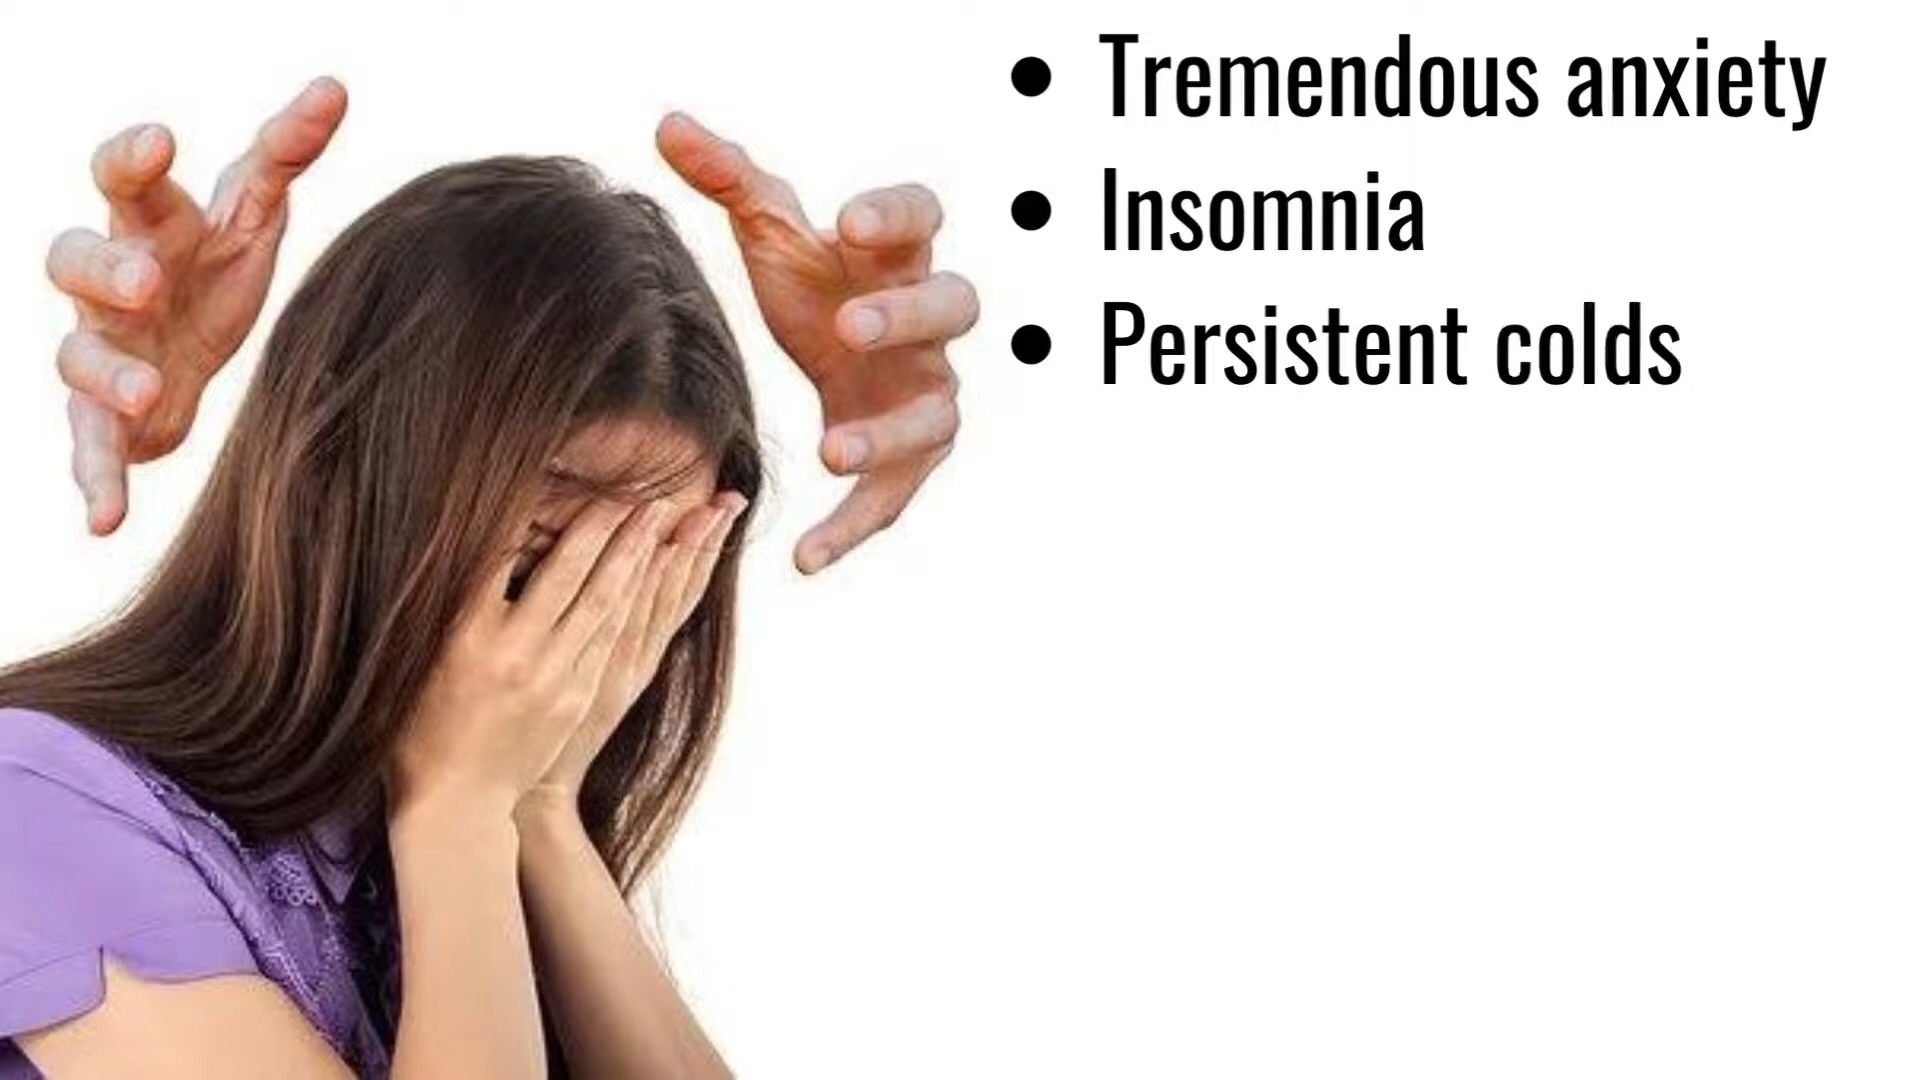 • Tremendous anxiety
• Insomnia
• Persistent colds